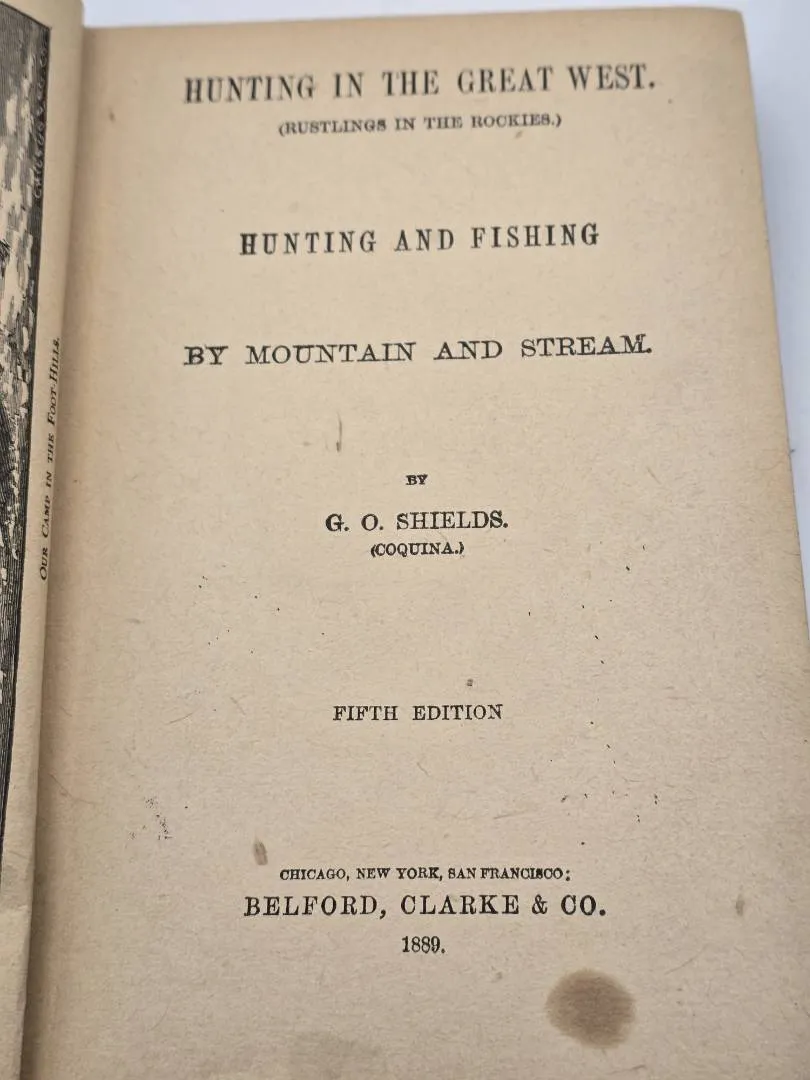 OUR CAMP IN THE FOOT-HILLS.
HUNTING IN THE GREAT WEST.
(RUSTLINGS IN THE ROCKIES.)
HUNTING AND FISHING
BY MOUNTAIN AND STREAM.
BY
G. O. SHIELDS.
(COQUINA.)
FIFTH EDITION
CHICAGO, NEW YORK, SAN FRANCISCO:
BELFORD, CLARKE & CO.
1889.